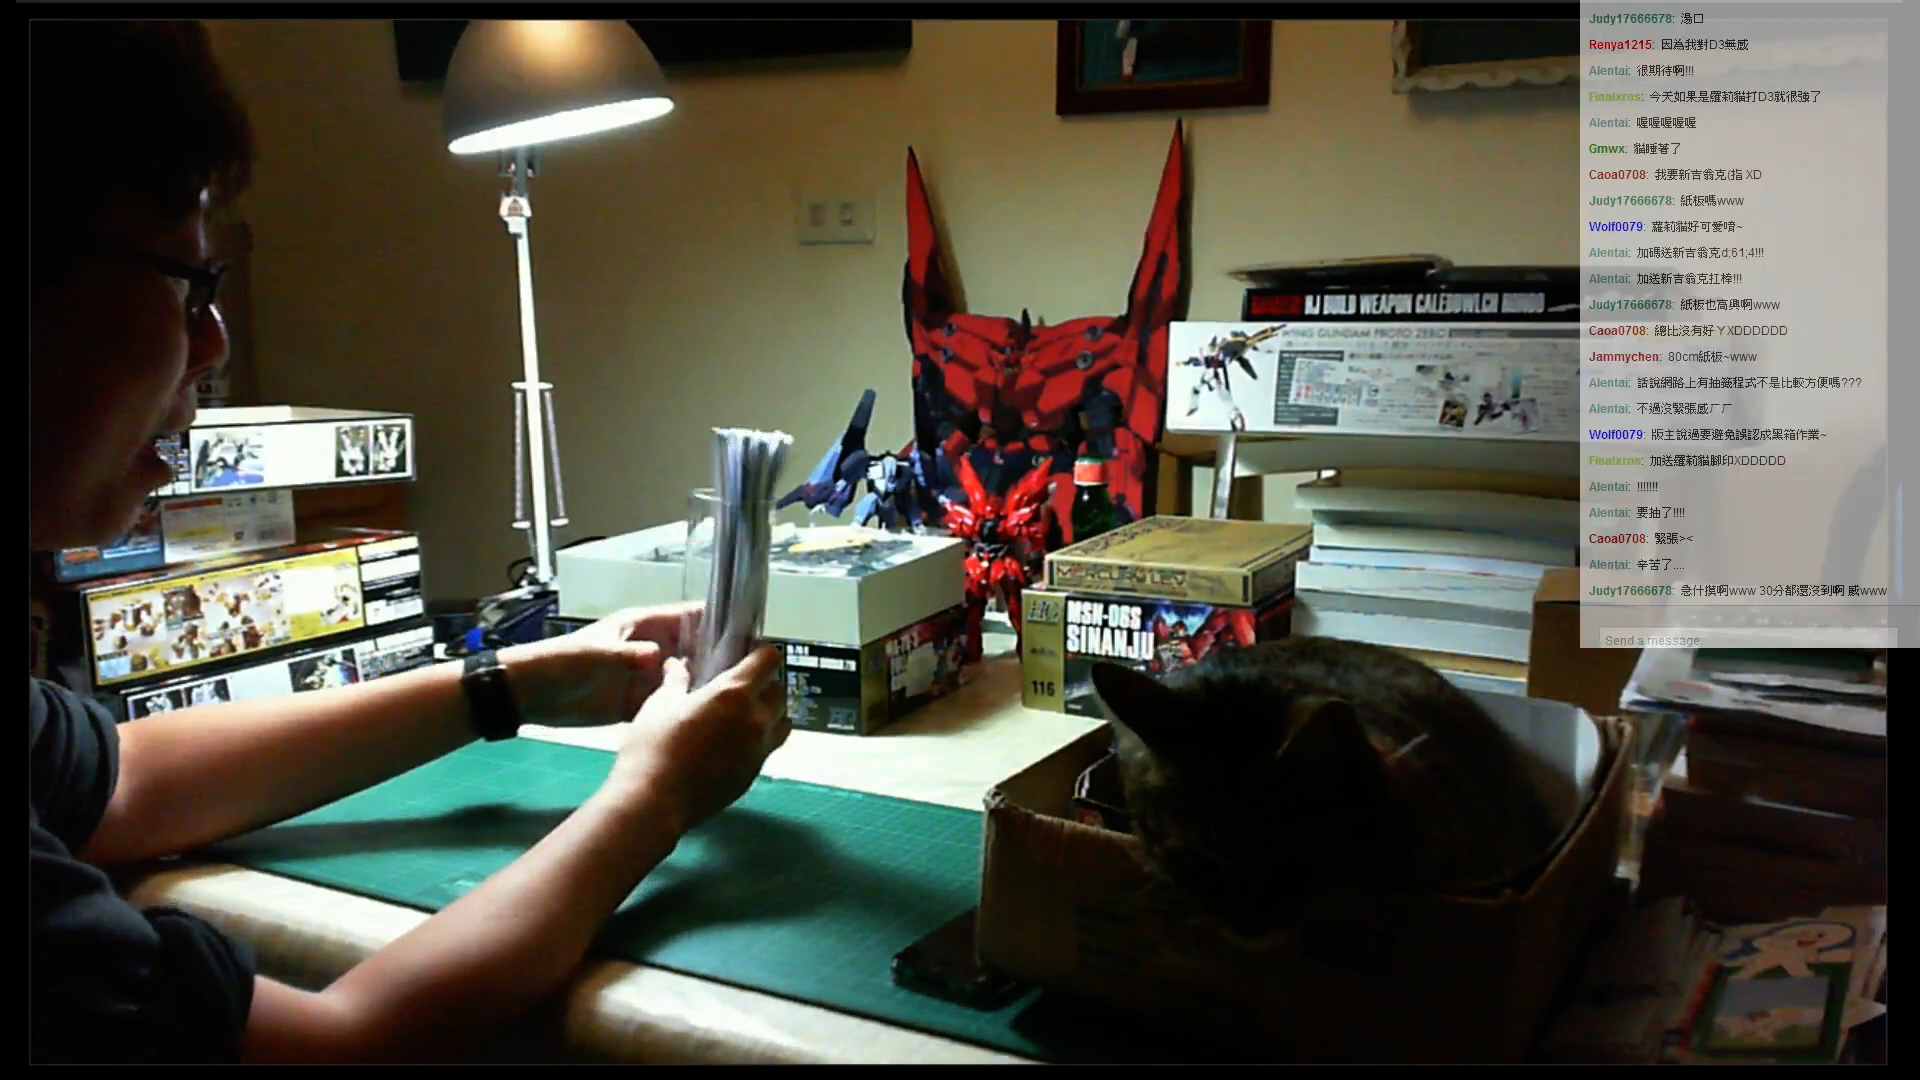 Judy17666678: 湯口
Renya1215: 因為我對D3無感
Alentai: 很期待啊!!!
Finalxros: 今天如果是羅莉貓打D3就很強了
Alentai: 喔喔喔喔喔
Gmwx: 貓睡著了
Caoa0708: 我要新吉翁克(指 XD
Judy17666678: 紙板嗎www
Wolf0079: 蘿莉貓好可愛唷~
Alentai: 加碼送新吉翁克d;61;4!!!
Alentai: 加送新吉翁克扛棒!!!
Judy17666678: 紙板也高興啊www
Caoa0708: 總比沒有好ㄚXDDDDDD
Jammychen: 80cm紙板~www
Alentai: 話說網路上有抽籤程式不是比較方便嗎???
Alentai: 不過沒緊張感ㄏㄏ
Wolf0079: 版主說過要避免誤認成黑箱作業~
Finalxros: 加送羅莉貓腳印XDDDDD
Alentai: !!!!!!!
Alentai: 要抽了!!!!
Caoa0708: 緊張><
Alentai: 辛苦了....
Judy17666678: 急什摸啊www 30分都還沒到啊 威www
Send a message
WING GUNDAM PROTO ZERO
MERCURY LEV
HG
MSN-06S
SINANJU
116